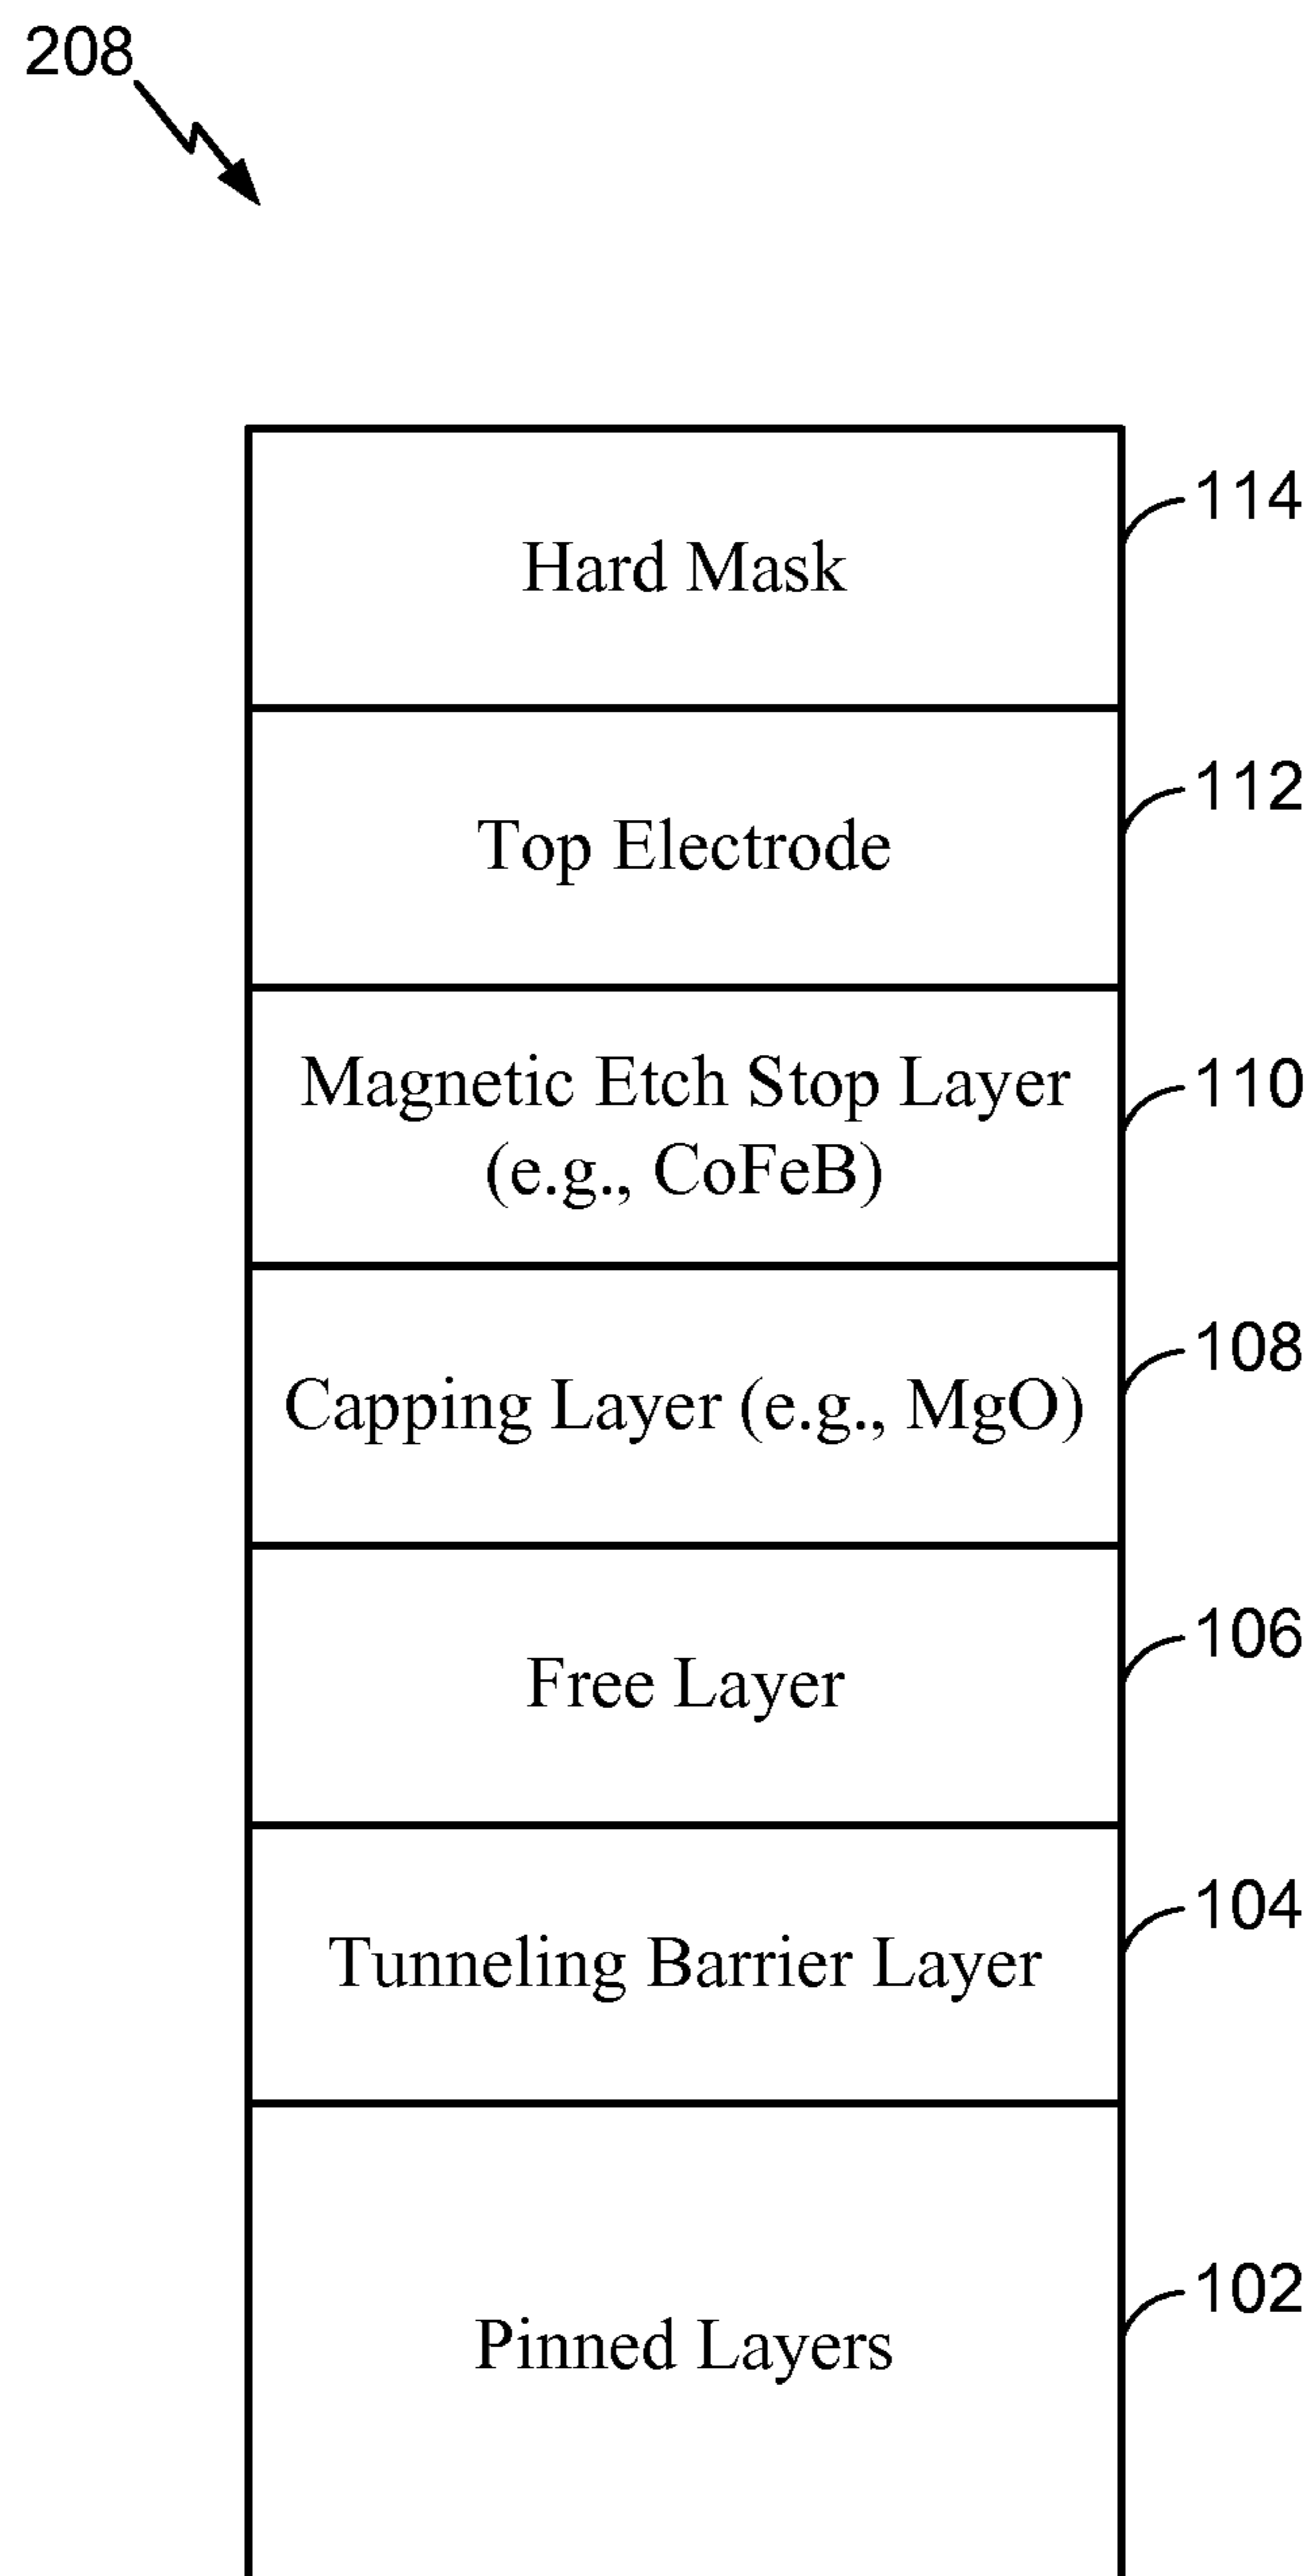 208
Hard Mask
114
Top Electrode
112
Magnetic Etch Stop Layer
(e.g., CoFeB)
110
Capping Layer (e.g., MgO)
108
Free Layer
106
Tunneling Barrier Layer
104
Pinned Layers
102